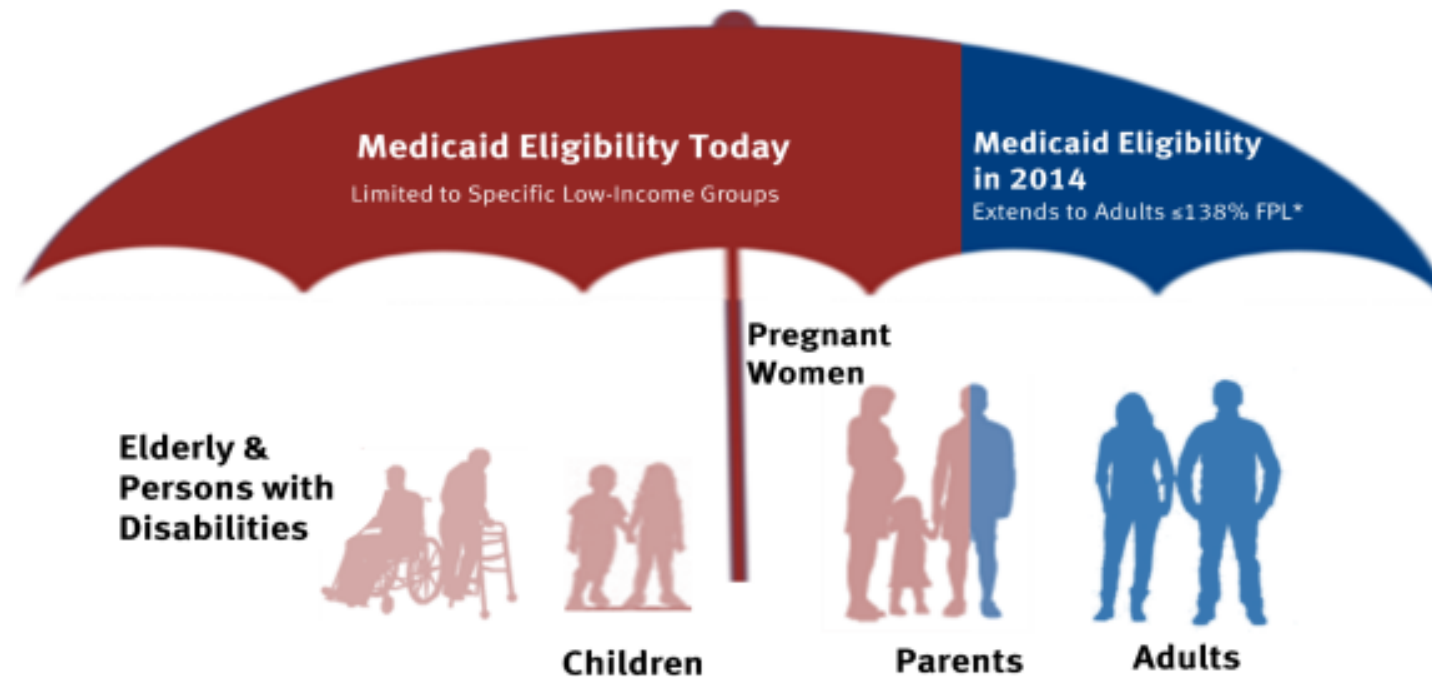 Medicaid Eligibility Today
Limited to Specific Low-Income Groups
Medicaid Eligibility
in 2014
Extends to Adults ≤138% FPL*
Pregnant
Women
Elderly &
Persons with
Disabilities
Children
Parents
Adults